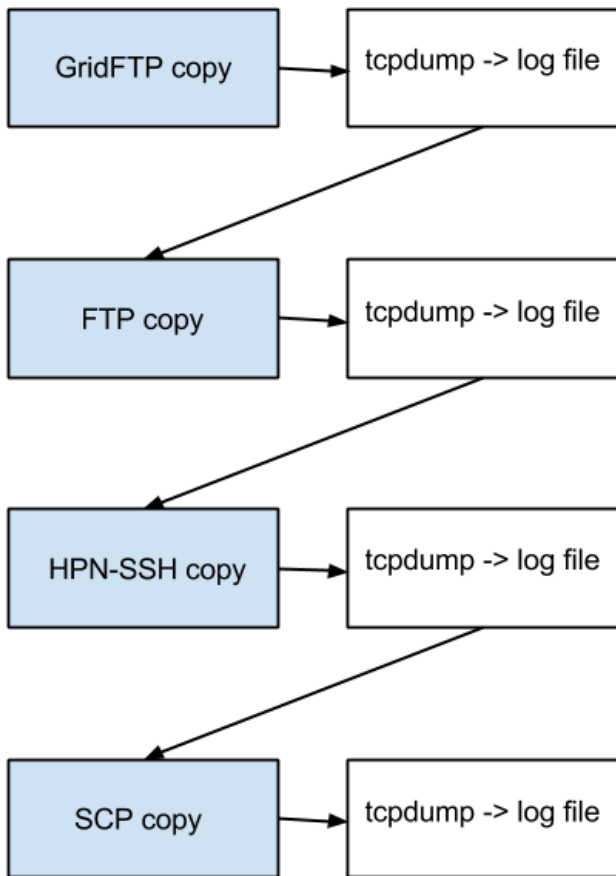 GridFTP copy
tcpdump -> log file
FTP copy
tcpdump -> log file
HPN-SSH copy
tcpdump -> log file
SCP copy
tcpdump -> log file